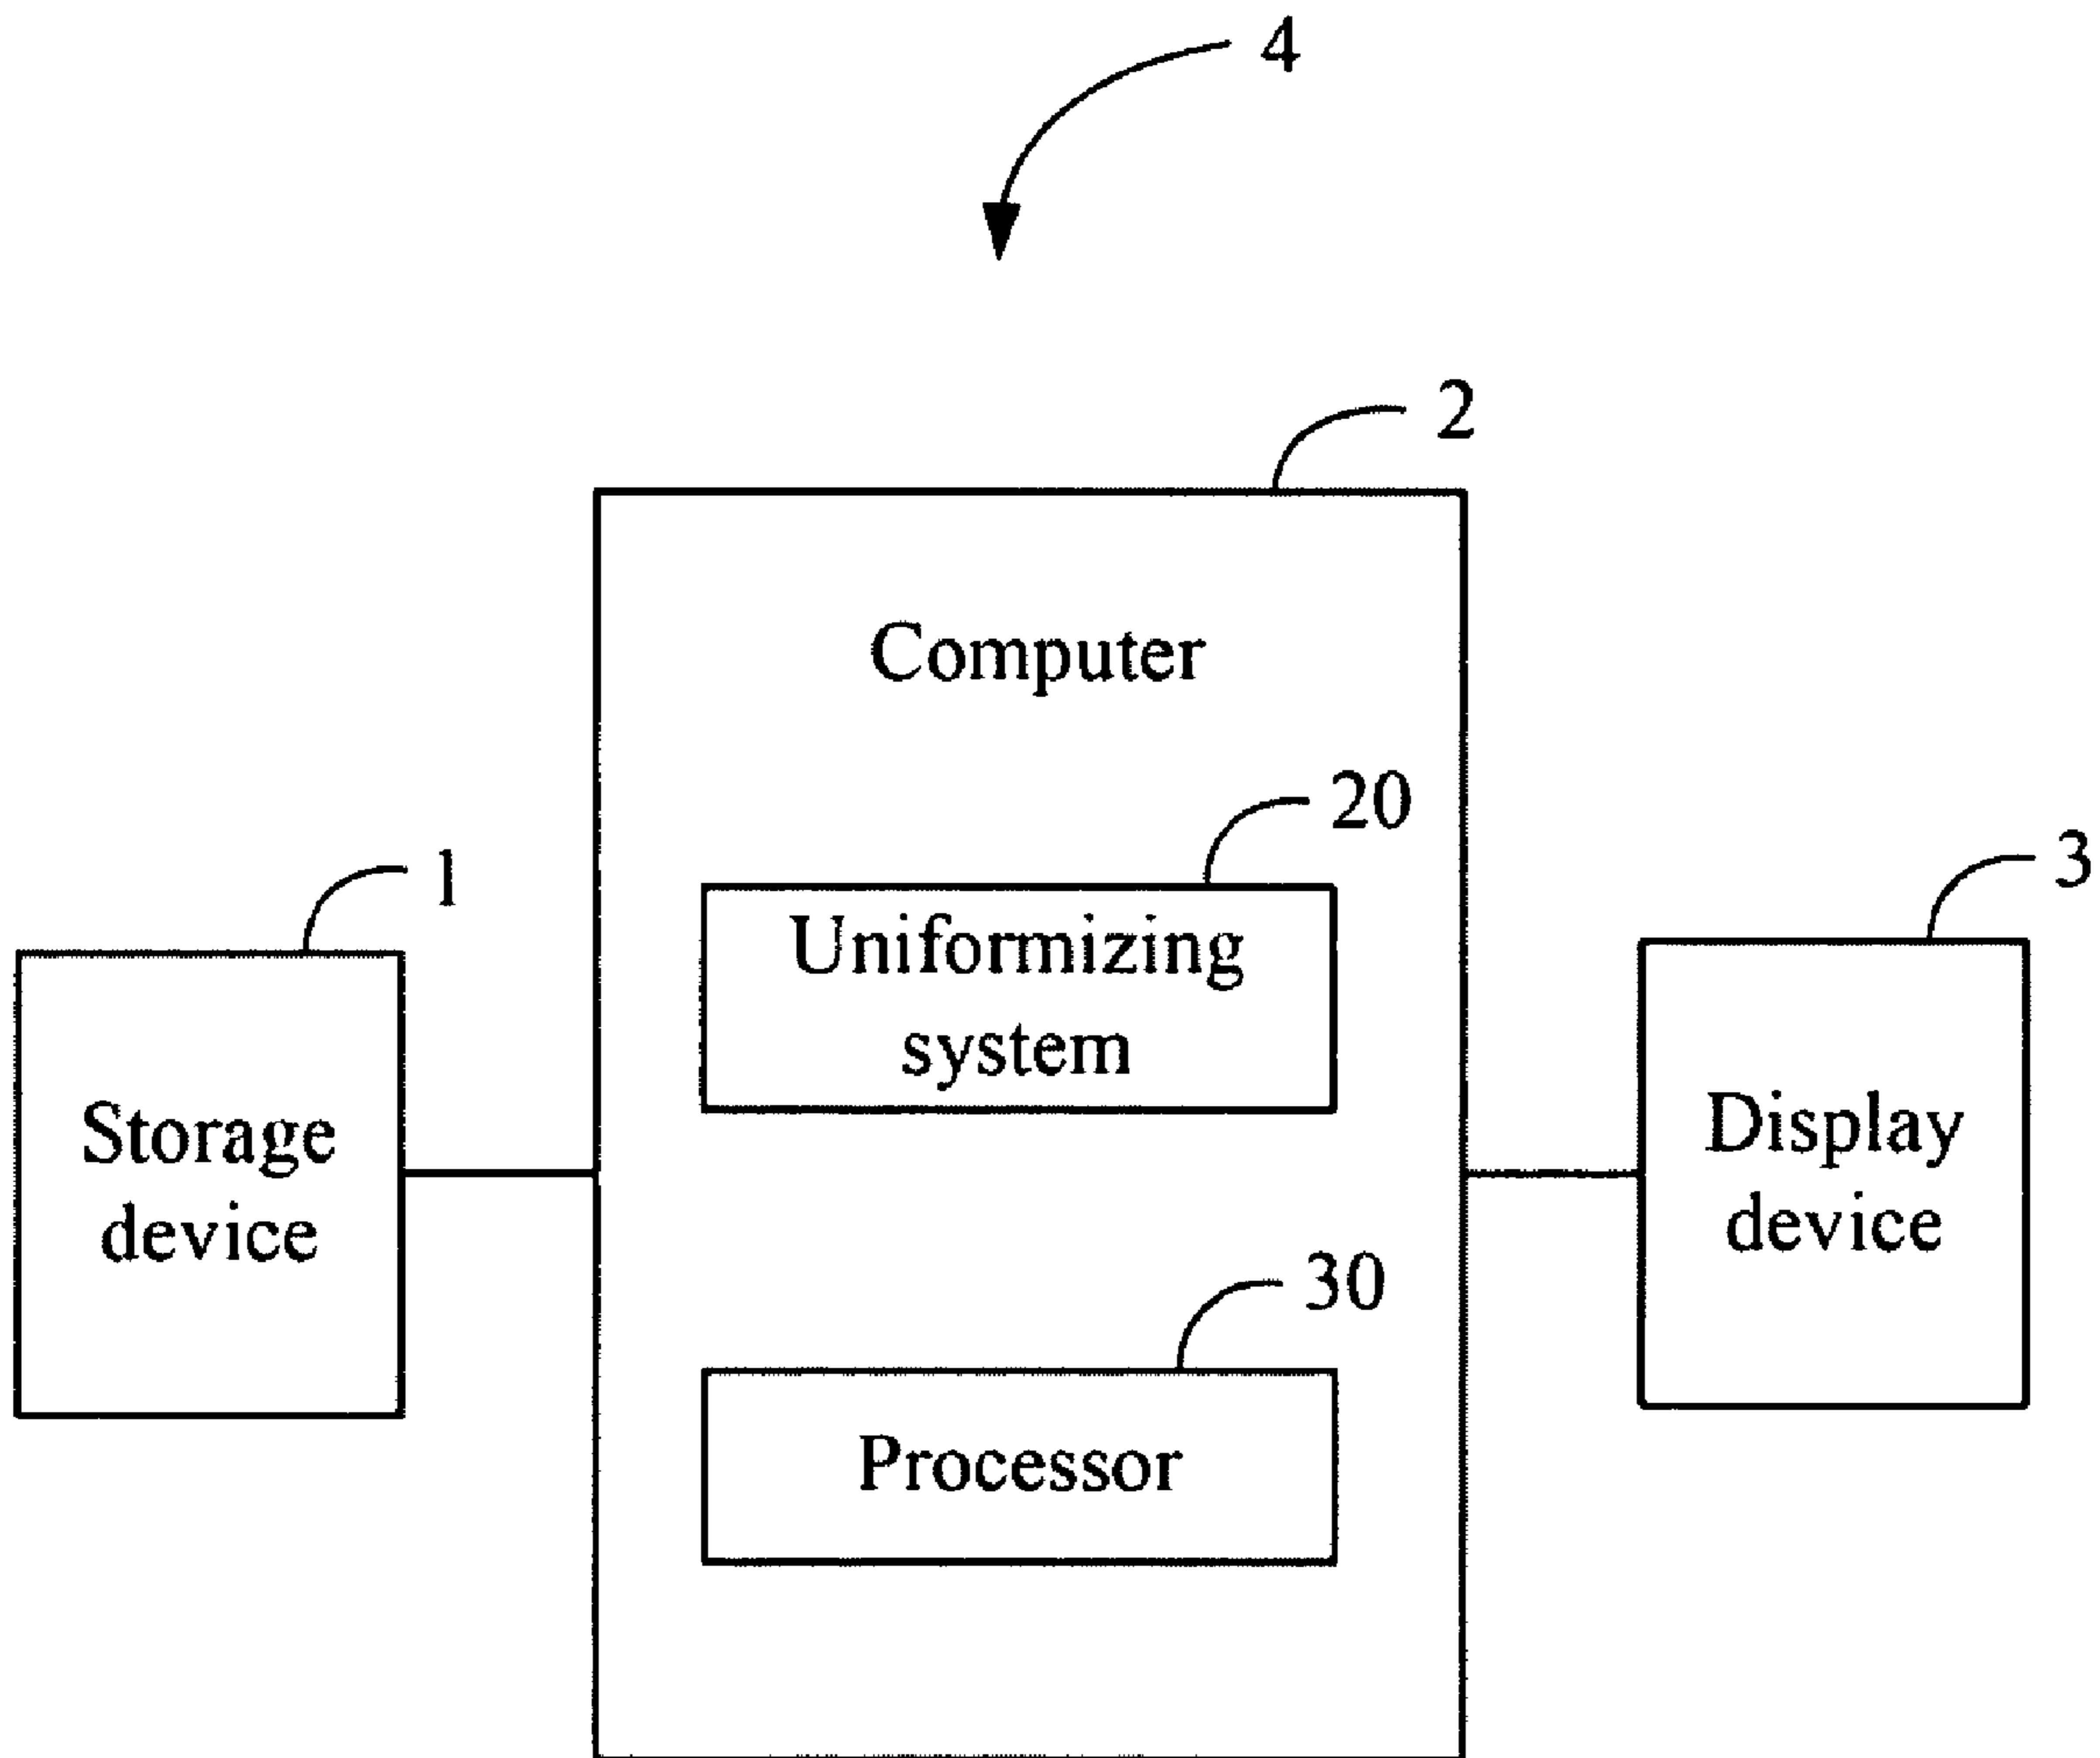 4
2
Computer
20
Uniformizing
system
1
Storage
device
3
Display
device
30
Processor